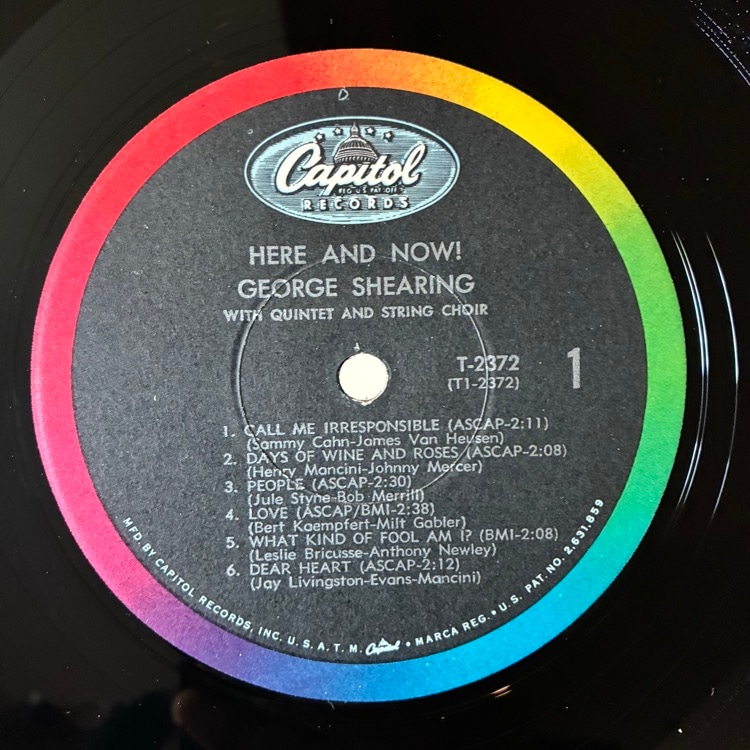 D
Capitol
REG. U.S. PAT. OFF.
RECORDS
HERE AND NOW!
GEORGE SHEARING
WITH QUINTET AND STRING CHOIR
T-2372
(T1-2372)
1
1. CALL ME IRRESPONSIBLE (ASCAP-2:11)
(Sammy Cahn-James Van Heusen)
2. DAYS OF WINE AND ROSES (ASCAP-2:08)
(Henry Mancini-Johnny Mercer)
3. PEOPLE (ASCAP-2:30)
(Jule Styne-Bob Merrill)
4. LOVE (ASCAP/BMI-2:38)
(Bert Kaempfert-Milt Gabler)
5. WHAT KIND OF FOOL AM I? (BMI-2:08)
(Leslie Bricusse-Anthony Newley)
6. DEAR HEART (ASCAP-2:12)
(Jay Livingston-Evans-Mancini)
MFD. BY CAPITOL RECORDS, INC. U. S. A. T. M. Capitol • MARCA REG. • U. S. PAT. NO. 2,631,859